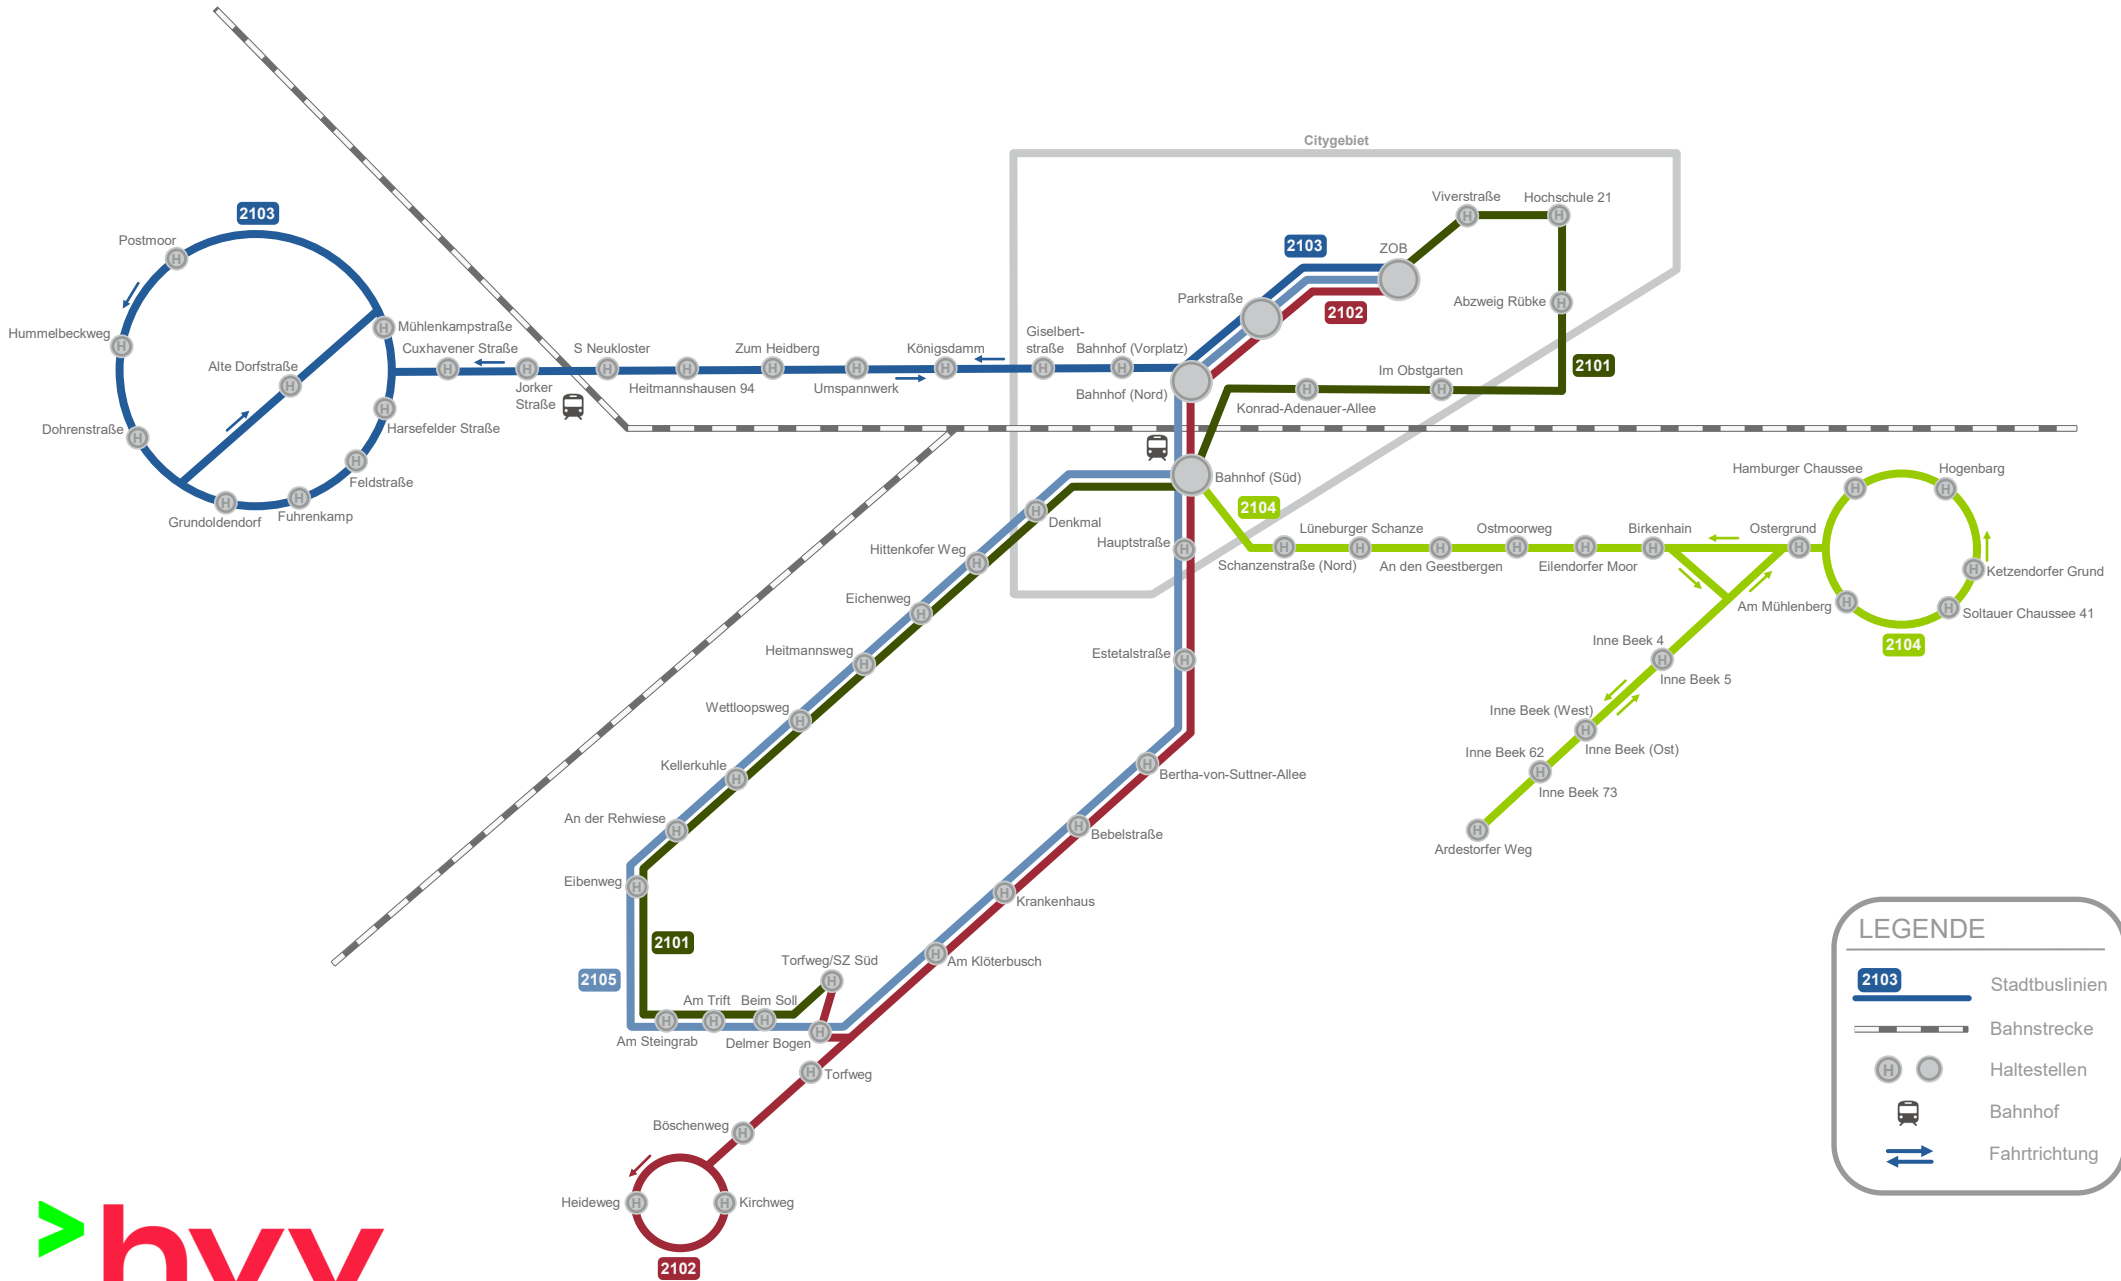 Citygebiet
Viverstraße
Hochschule 21
2103
Postmoor
2103
ZOB
Parkstraße
2102
Abzweig Rübke
Hummelbeckweg
Mühlenkampstraße
Cuxhavener Straße
S Neukloster
Zum Heidberg
Königsdamm
Giselbert-
straße
Bahnhof (Vorplatz)
Alte Dorfstraße
Jorker
Straße
Heitmannshausen 94
Umspannwerk
Bahnhof (Nord)
Im Obstgarten
2101
Konrad-Adenauer-Allee
Dohrenstraße
Harsefelder Straße
Feldstraße
Grundoldendorf
Fuhrenkamp
Bahnhof (Süd)
2104
Hamburger Chaussee
Hogenbarg
Denkmal
Hauptstraße
Lüneburger Schanze
Ostmoorweg
Birkenhain
Ostergrund
Hittenkofer Weg
Schanzenstraße (Nord)
An den Geestbergen
Eilendorfer Moor
Ketzendorfer Grund
Eichenweg
Am Mühlenberg
Soltauer Chaussee 41
2104
Heitmannsweg
Estetalstraße
Inne Beek 4
Inne Beek 5
Wettloopsweg
Inne Beek (West)
Inne Beek (Ost)
Kellerkuhle
Bertha-von-Suttner-Allee
Inne Beek 62
Inne Beek 73
An der Rehwiese
Bebelstraße
Ardestorfer Weg
Eibenweg
Krankenhaus
2101
Torfweg/SZ Süd
Am Klöterbusch
2105
Am Trift
Beim Soll
Am Steingrab
Delmer Bogen
Torfweg
Böschenweg
Heideweg
Kirchweg
2102
LEGENDE
2103
Stadtbuslinien
Bahnstrecke
H
Haltestellen
Bahnhof
Fahrtrichtung
hvv